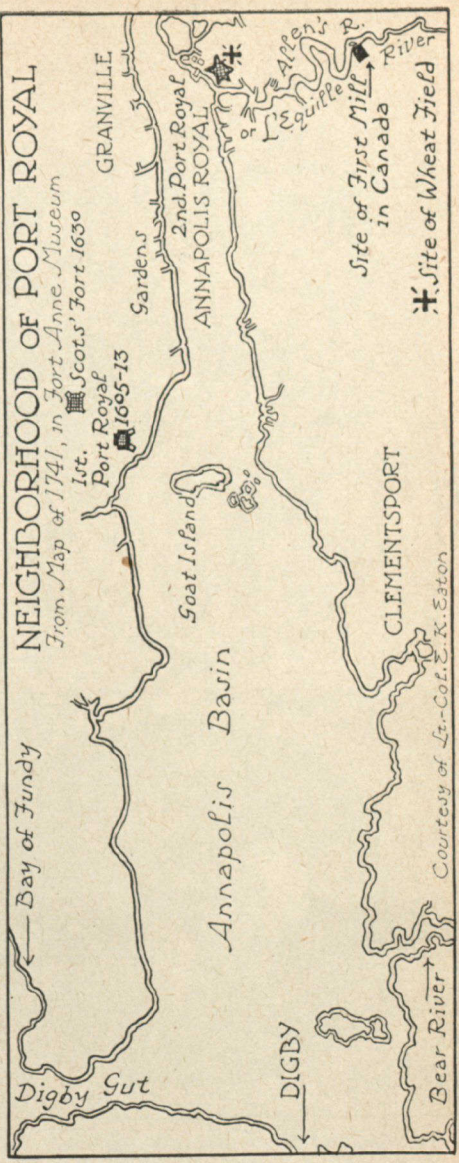 NEIGHBORHOOD OF PORT ROYAL
From Map of 1741, in Fort Anne Museum
Bay of Fundy
1st.
Port Royal
1605-13
Scots' Fort 1630
Gardens
GRANVILLE
2nd. Port Royal
ANNAPOLIS ROYAL
Allen's R.
or
L'Equille
River
Site of First Mill
in Canada
Site of Wheat Field
Goat Island
Annapolis Basin
CLEMENTSPORT
Digby Gut
DIGBY
Bear River
Courtesy of Lt.-Col. E. K. Eaton